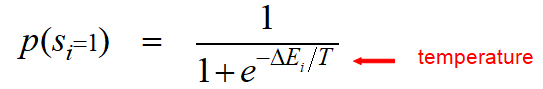 p(s_i=1) = 1 / (1 + e^(−ΔE_i/T)) temperature